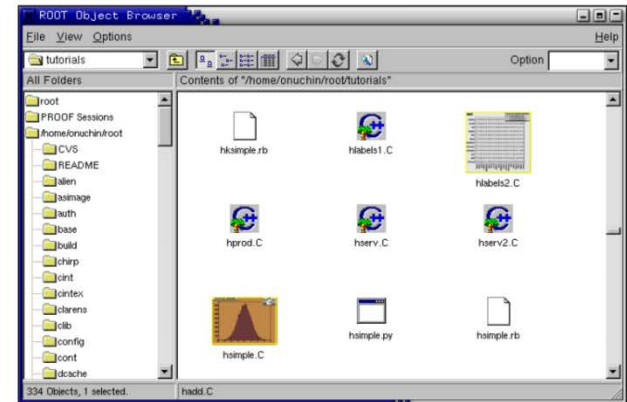 ROOT Object Browser
File View Options Help
tutorials Option
All Folders Contents of "/home/onuchin/root/tutorials"
root
PROOF Sessions
/home/onuchin/root
CVS
README
alien
asimage
auth
base
build
chirp
cint
cintex
clarens
clib
config
cont
dcache
hksimple.rb hlabels1.C hlabels2.C
hprod.C hserv.C hserv2.C
hsimple.C hsimple.py hsimple.rb
334 Objects, 1 selected. hadd.C